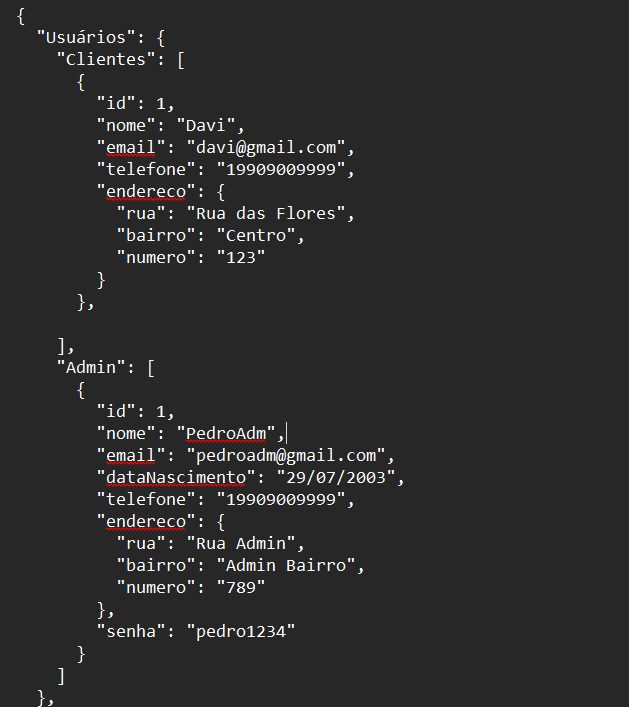 {
  "Usuários": {
    "Clientes": [
      {
        "id": 1,
        "nome": "Davi",
        "email": "davi@gmail.com",
        "telefone": "19909009999",
        "endereco": {
          "rua": "Rua das Flores",
          "bairro": "Centro",
          "numero": "123"
        }
      },

    ],
    "Admin": [
      {
        "id": 1,
        "nome": "PedroAdm",
        "email": "pedroadm@gmail.com",
        "dataNascimento": "29/07/2003",
        "telefone": "19909009999",
        "endereco": {
          "rua": "Rua Admin",
          "bairro": "Admin Bairro",
          "numero": "789"
        },
        "senha": "pedro1234"
      }
    ]
  },